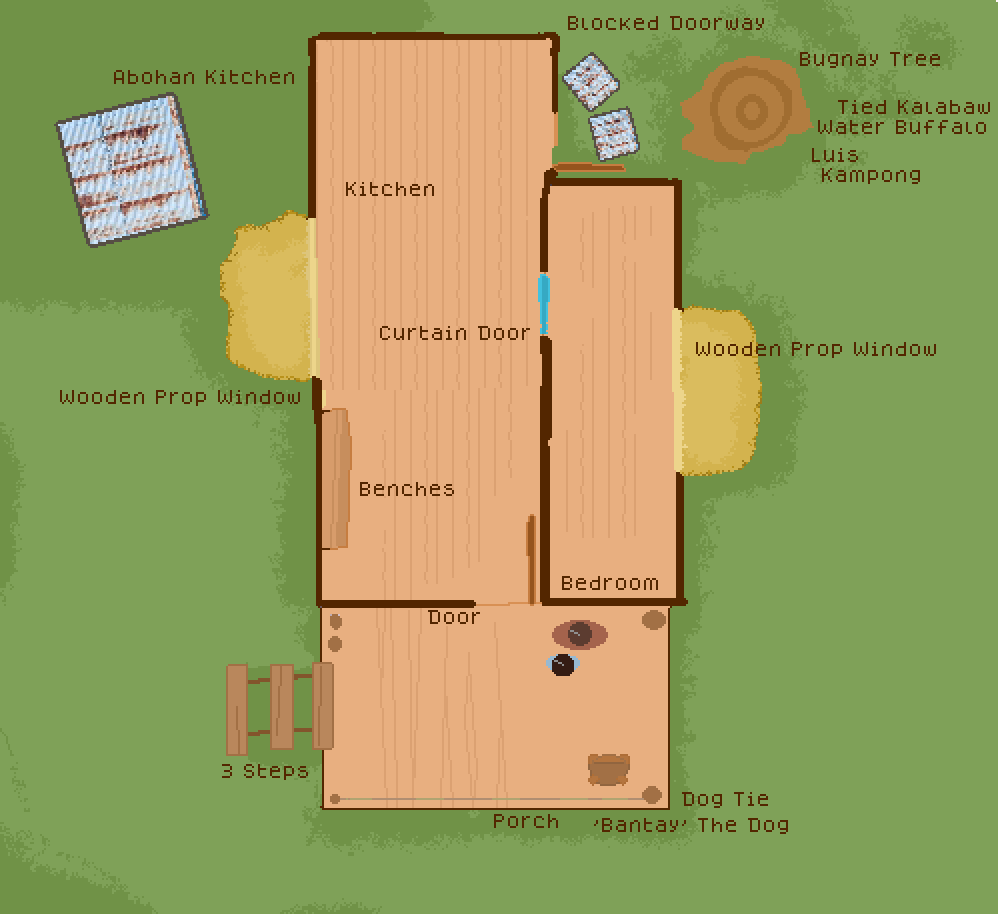 Blocked Doorway
Bugnay Tree
Abohan Kitchen
Tied Kalabaw
Water Buffalo
Luis
Kampong
Kitchen
Curtain Door
Wooden Prop Window
Wooden Prop Window
Benches
Bedroom
Door
3 Steps
Dog Tie
Porch
'Bantay' The Dog